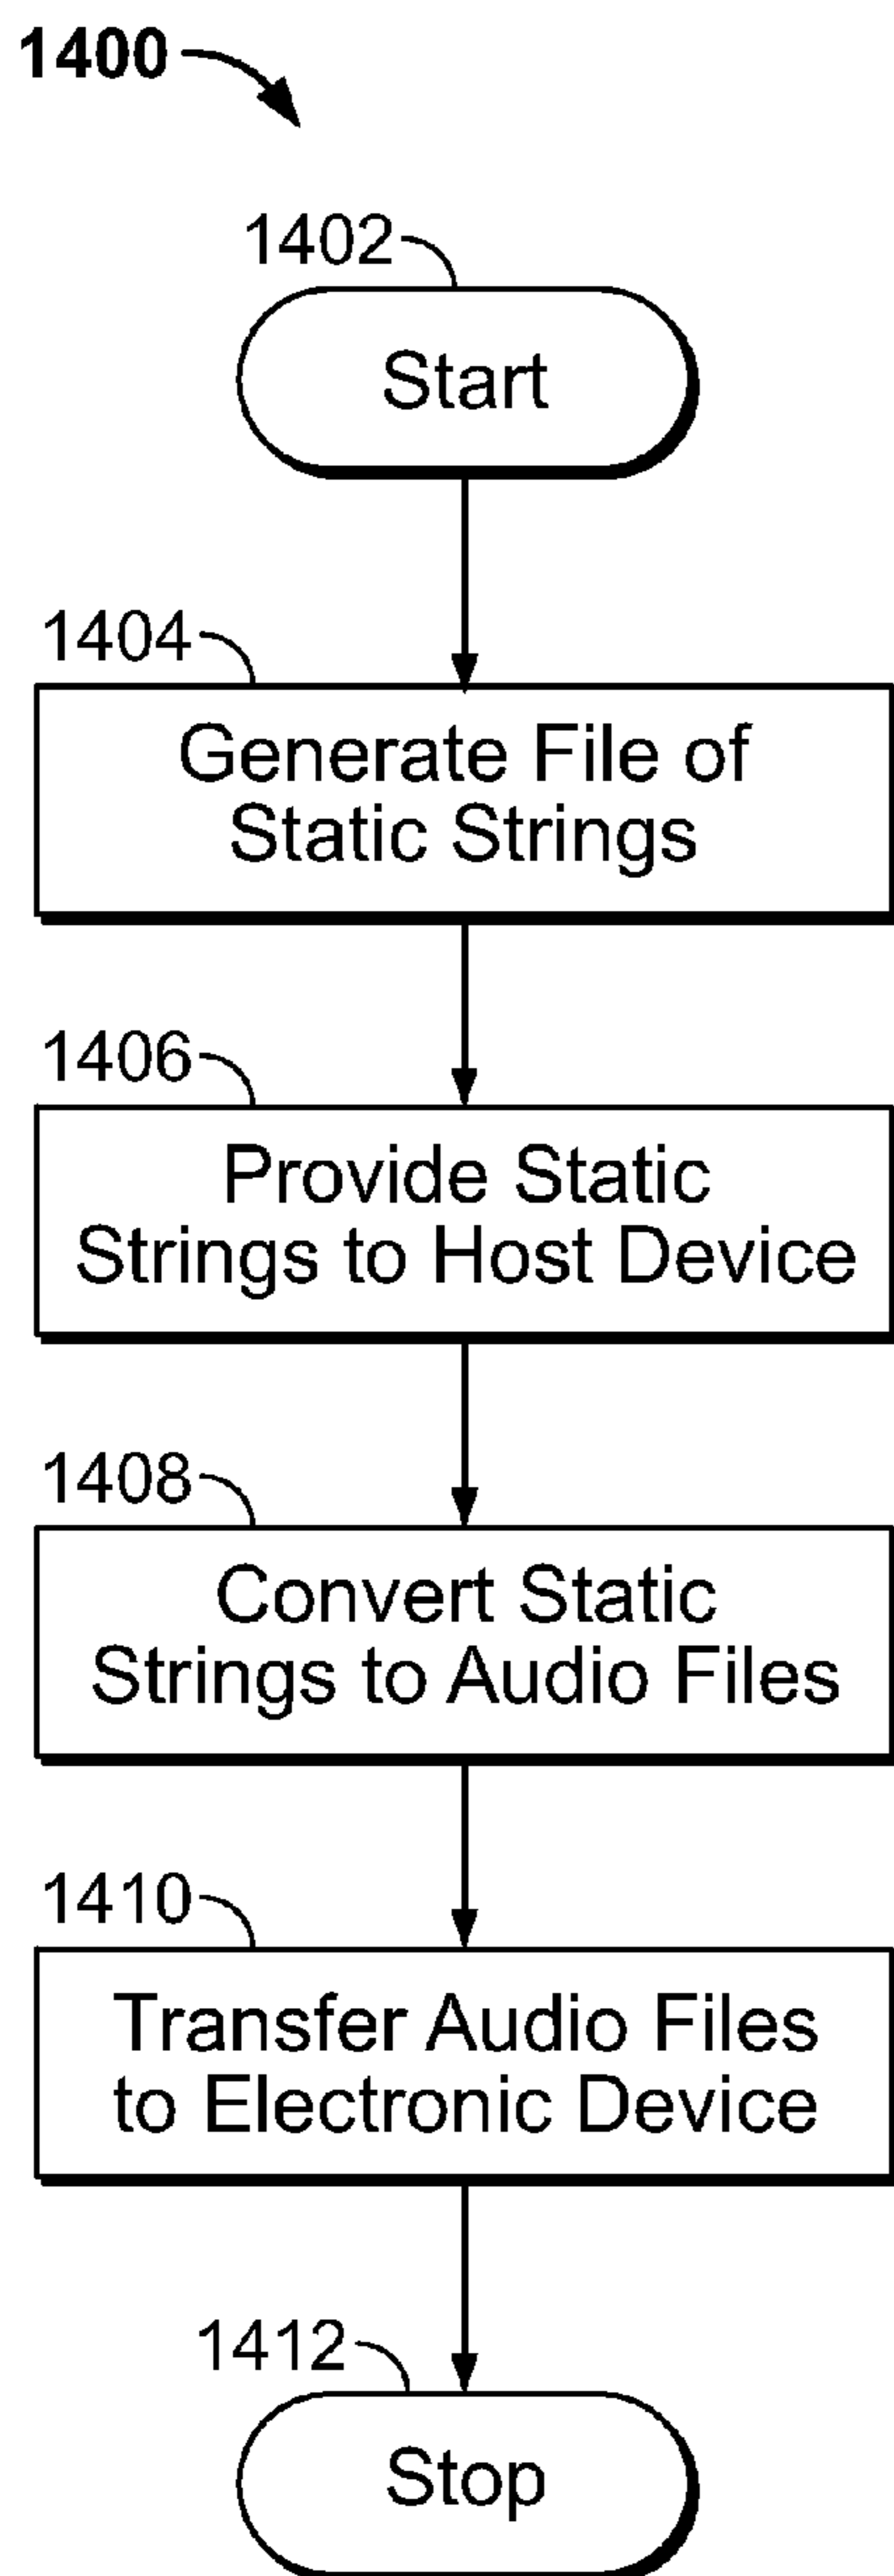 1400
1402
Start
1404
Generate File of
Static Strings
1406
Provide Static
Strings to Host Device
1408
Convert Static
Strings to Audio Files
1410
Transfer Audio Files
to Electronic Device
1412
Stop